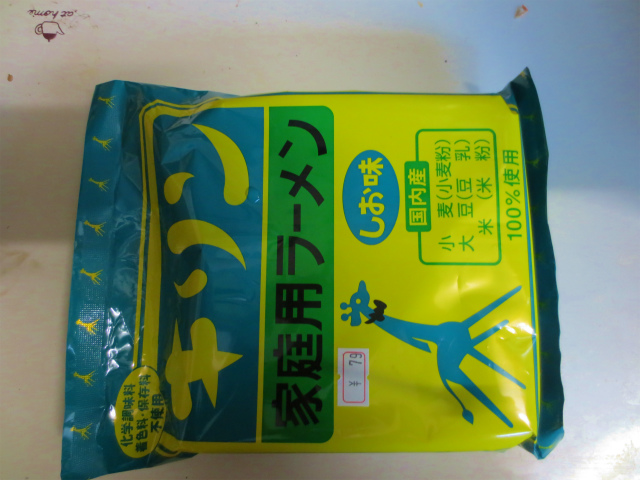 at home
キリン
家庭用ラーメン
しお味
国内産
小麦(小麦粉)
大豆(豆乳)
米(米粉)
100%使用
化学調味料
着色料・保存料
不使用
¥ 79